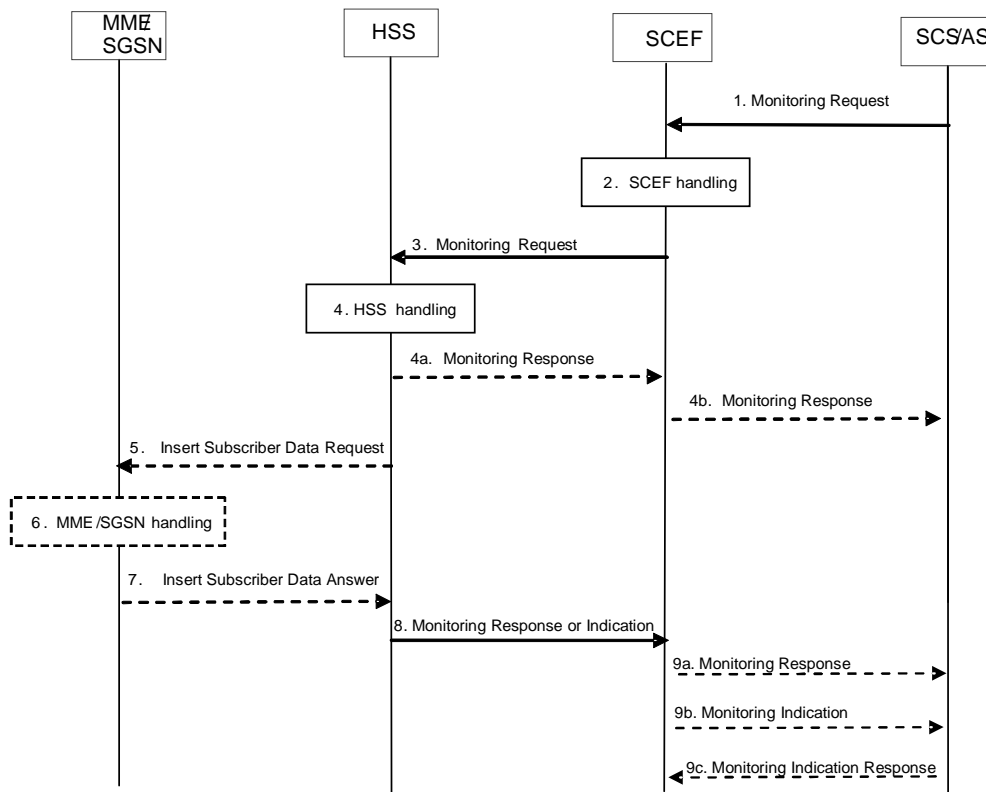 MME/
SGSN
HSS
SCEF
SCS/AS
1. Monitoring Request
2. SCEF handling
3. Monitoring Request
4. HSS handling
4a. Monitoring Response
4b. Monitoring Response
5. Insert Subscriber Data Request
6. MME/SGSN handling
7. Insert Subscriber Data Answer
8. Monitoring Response or Indication
9a. Monitoring Response
9b. Monitoring Indication
9c. Monitoring Indication Response